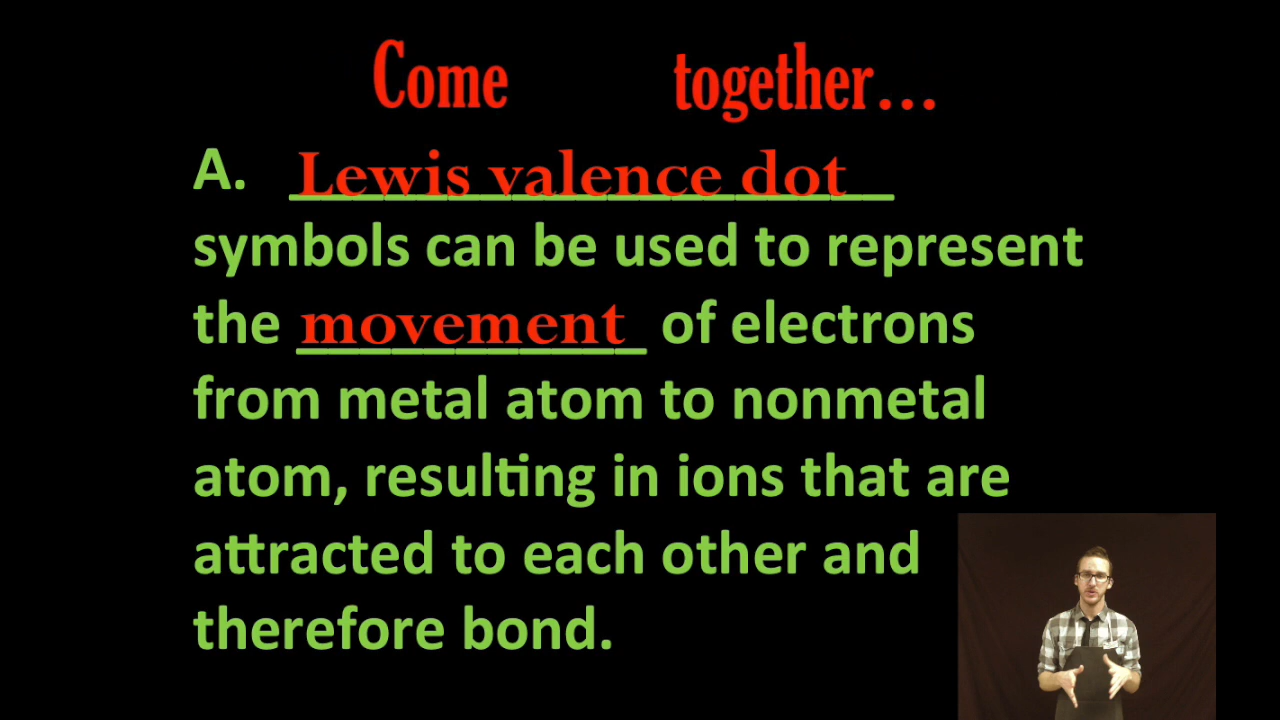 Come together...
A. Lewis valence dot
symbols can be used to represent
the movement of electrons
from metal atom to nonmetal
atom, resulting in ions that are
attracted to each other and
therefore bond.